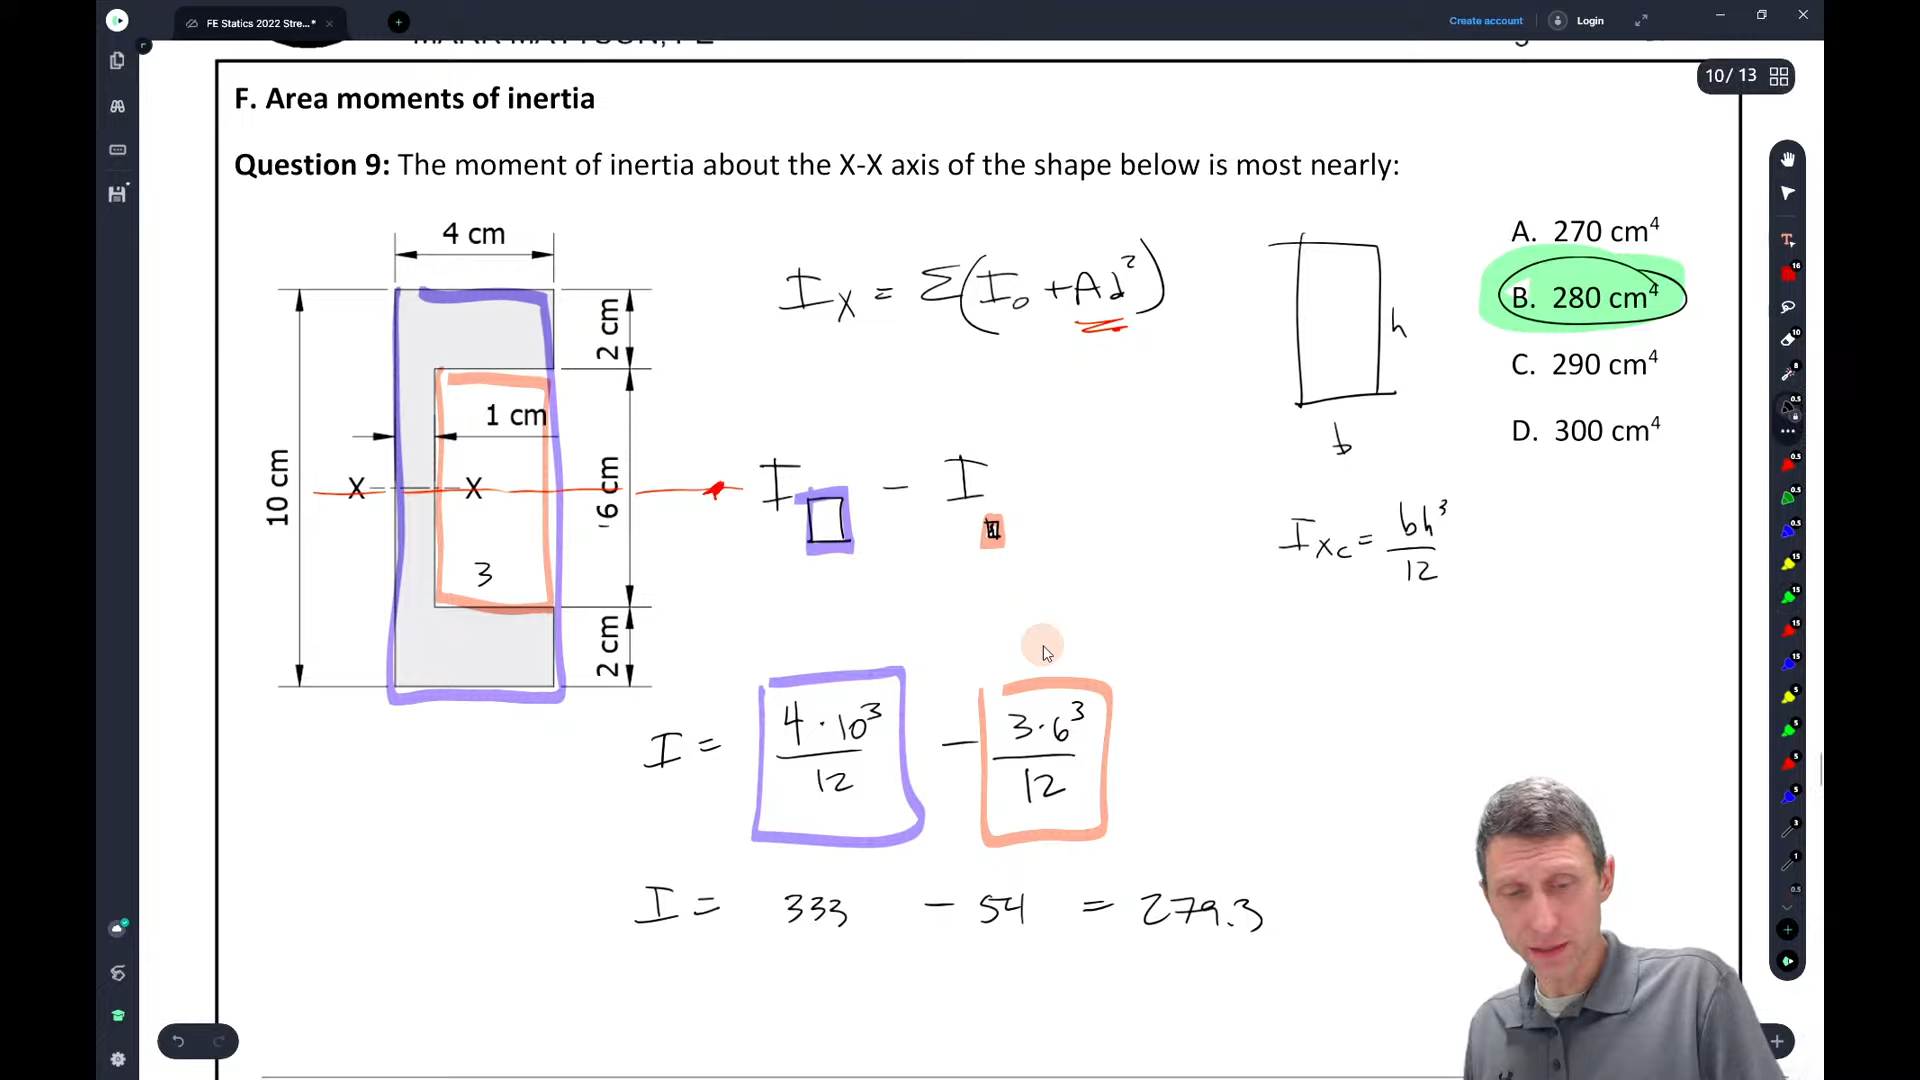 FE Statics 2022 Stre...*
Create account
Login
10/ 13
F. Area moments of inertia
Question 9: The moment of inertia about the X-X axis of the shape below is most nearly:
4 cm
2 cm
1 cm
10 cm
X
X
6 cm
3
2 cm
I_X = Σ(I_0 + Ad²)
h
b
A. 270 cm⁴
B. 280 cm⁴
C. 290 cm⁴
D. 300 cm⁴
I - I
I_XC = bh³/12
I = 4·10³/12 - 3·6³/12
I = 333 - 54 = 279.3